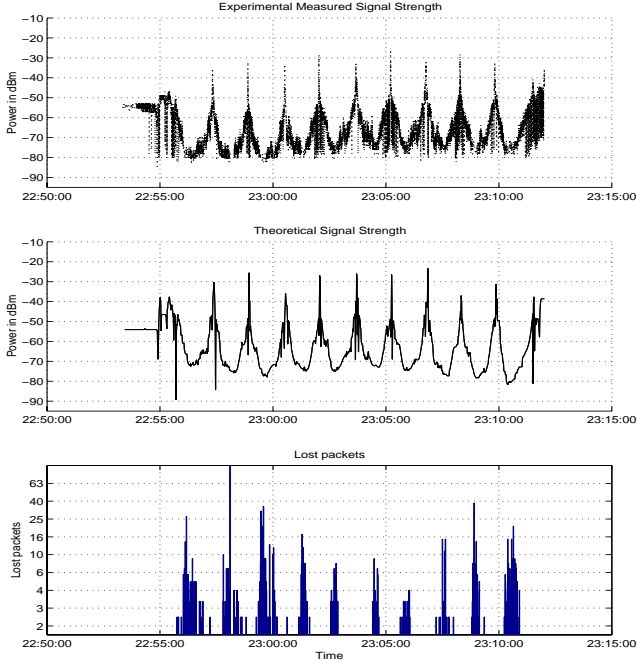 Experimental Measured Signal Strength
Power in dBm
−10
−20
−30
−40
−50
−60
−70
−80
−90
22:50:00 22:55:00 23:00:00 23:05:00 23:10:00 23:15:00
Theoretical Signal Strength
Power in dBm
−10
−20
−30
−40
−50
−60
−70
−80
−90
22:50:00 22:55:00 23:00:00 23:05:00 23:10:00 23:15:00
Lost packets
Lost packets
63
40
25
16
10
6
4
3
2
22:50:00 22:55:00 23:00:00 23:05:00 23:10:00 23:15:00
Time